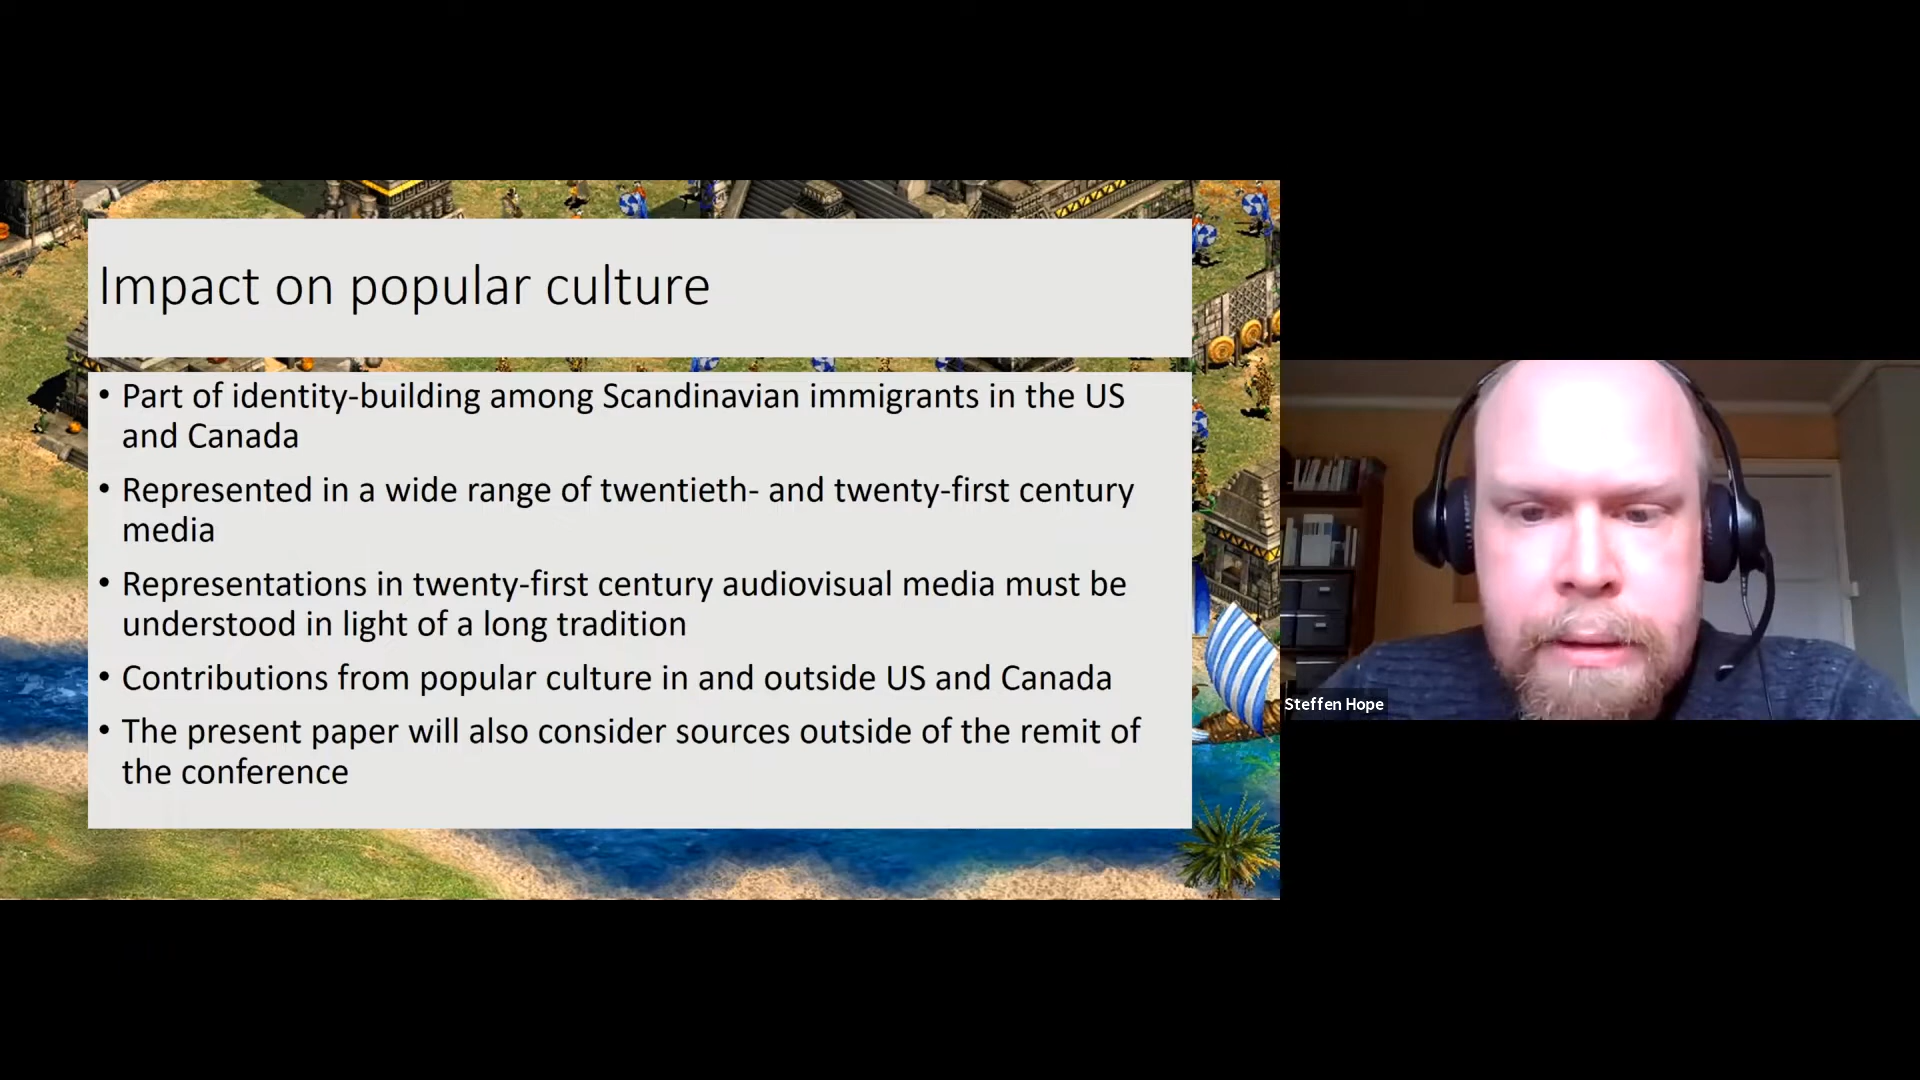 Impact on popular culture
• Part of identity-building among Scandinavian immigrants in the US
and Canada
• Represented in a wide range of twentieth- and twenty-first century
media
• Representations in twenty-first century audiovisual media must be
understood in light of a long tradition
• Contributions from popular culture in and outside US and Canada
• The present paper will also consider sources outside of the remit of
the conference
Steffen Hope